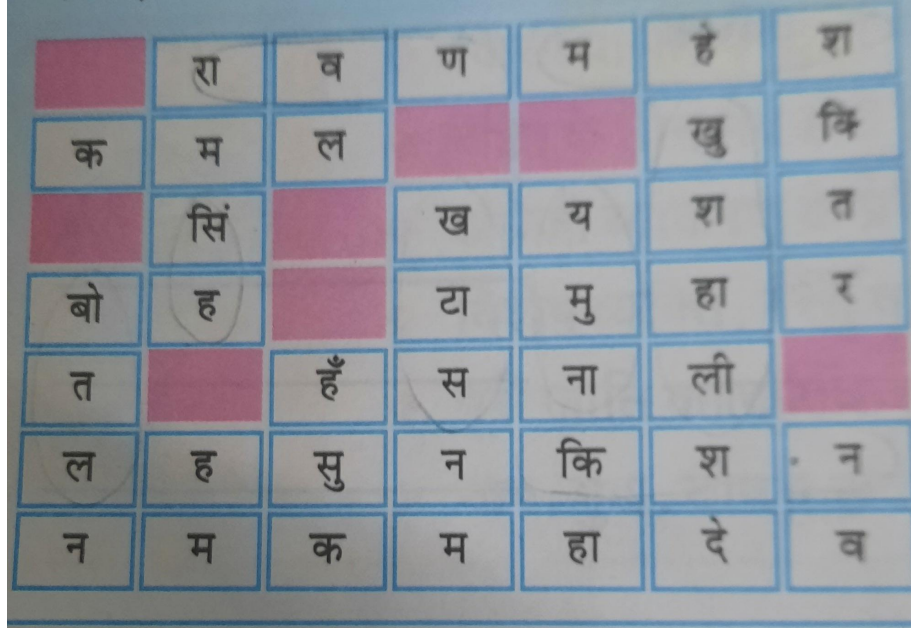 रा व ण म हे श
क म ल खु कि
सिं ख य श त
बो ह टा मु हा र
त हँ स ना ली
ल ह सु न कि श न
न म क म हा दे व